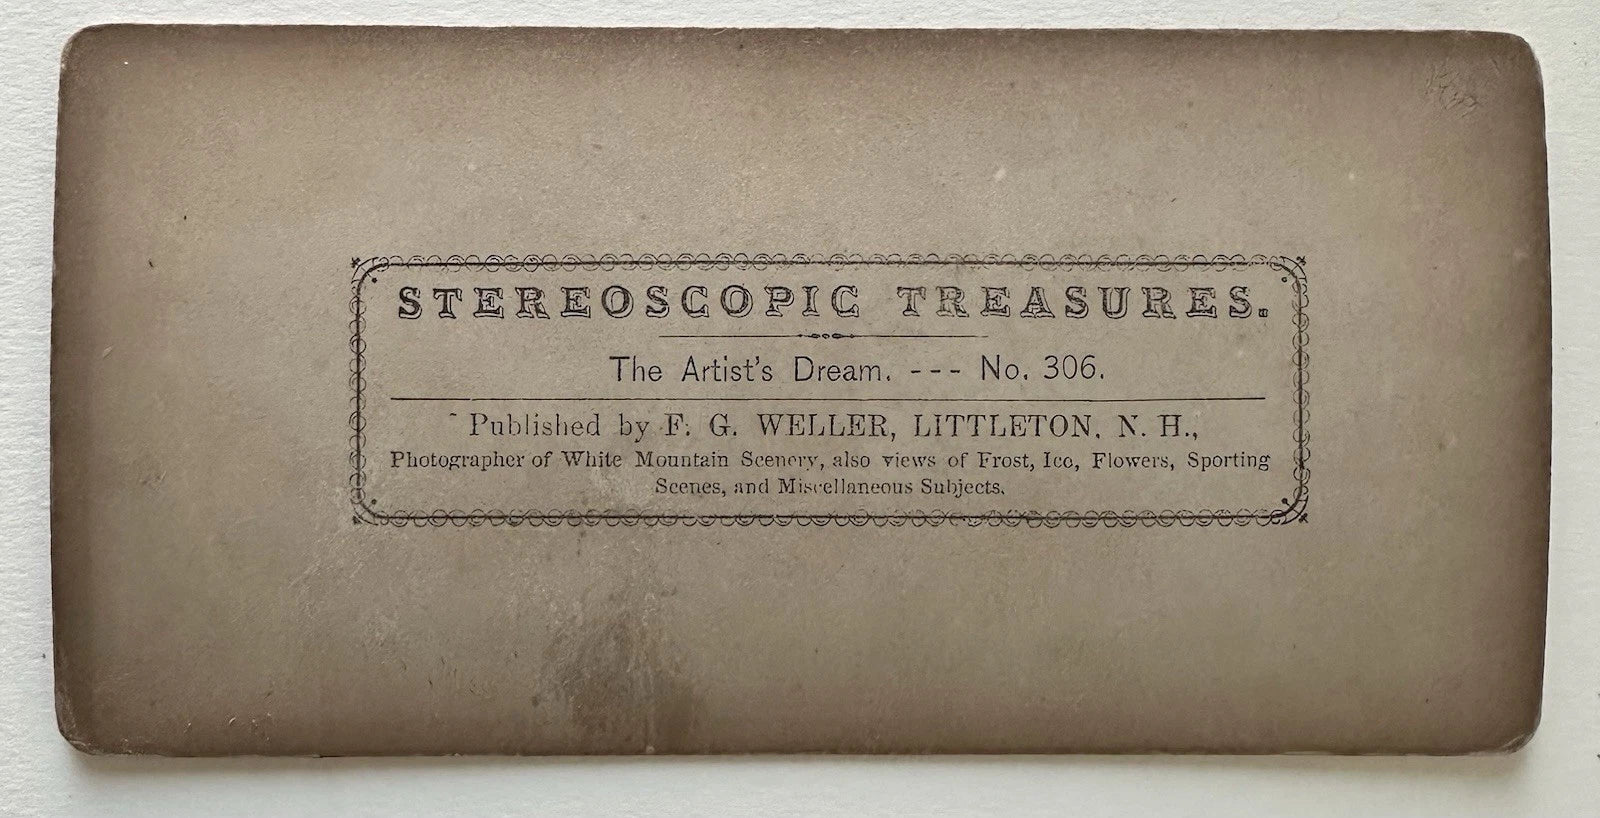 STEREOSCOPIC TREASURES.
The Artist's Dream. --- No. 306.
Published by F. G. WELLER, LITTLETON, N. H.,
Photographer of White Mountain Scenery, also views of Frost, Ice, Flowers, Sporting
Scenes, and Miscellaneous Subjects.